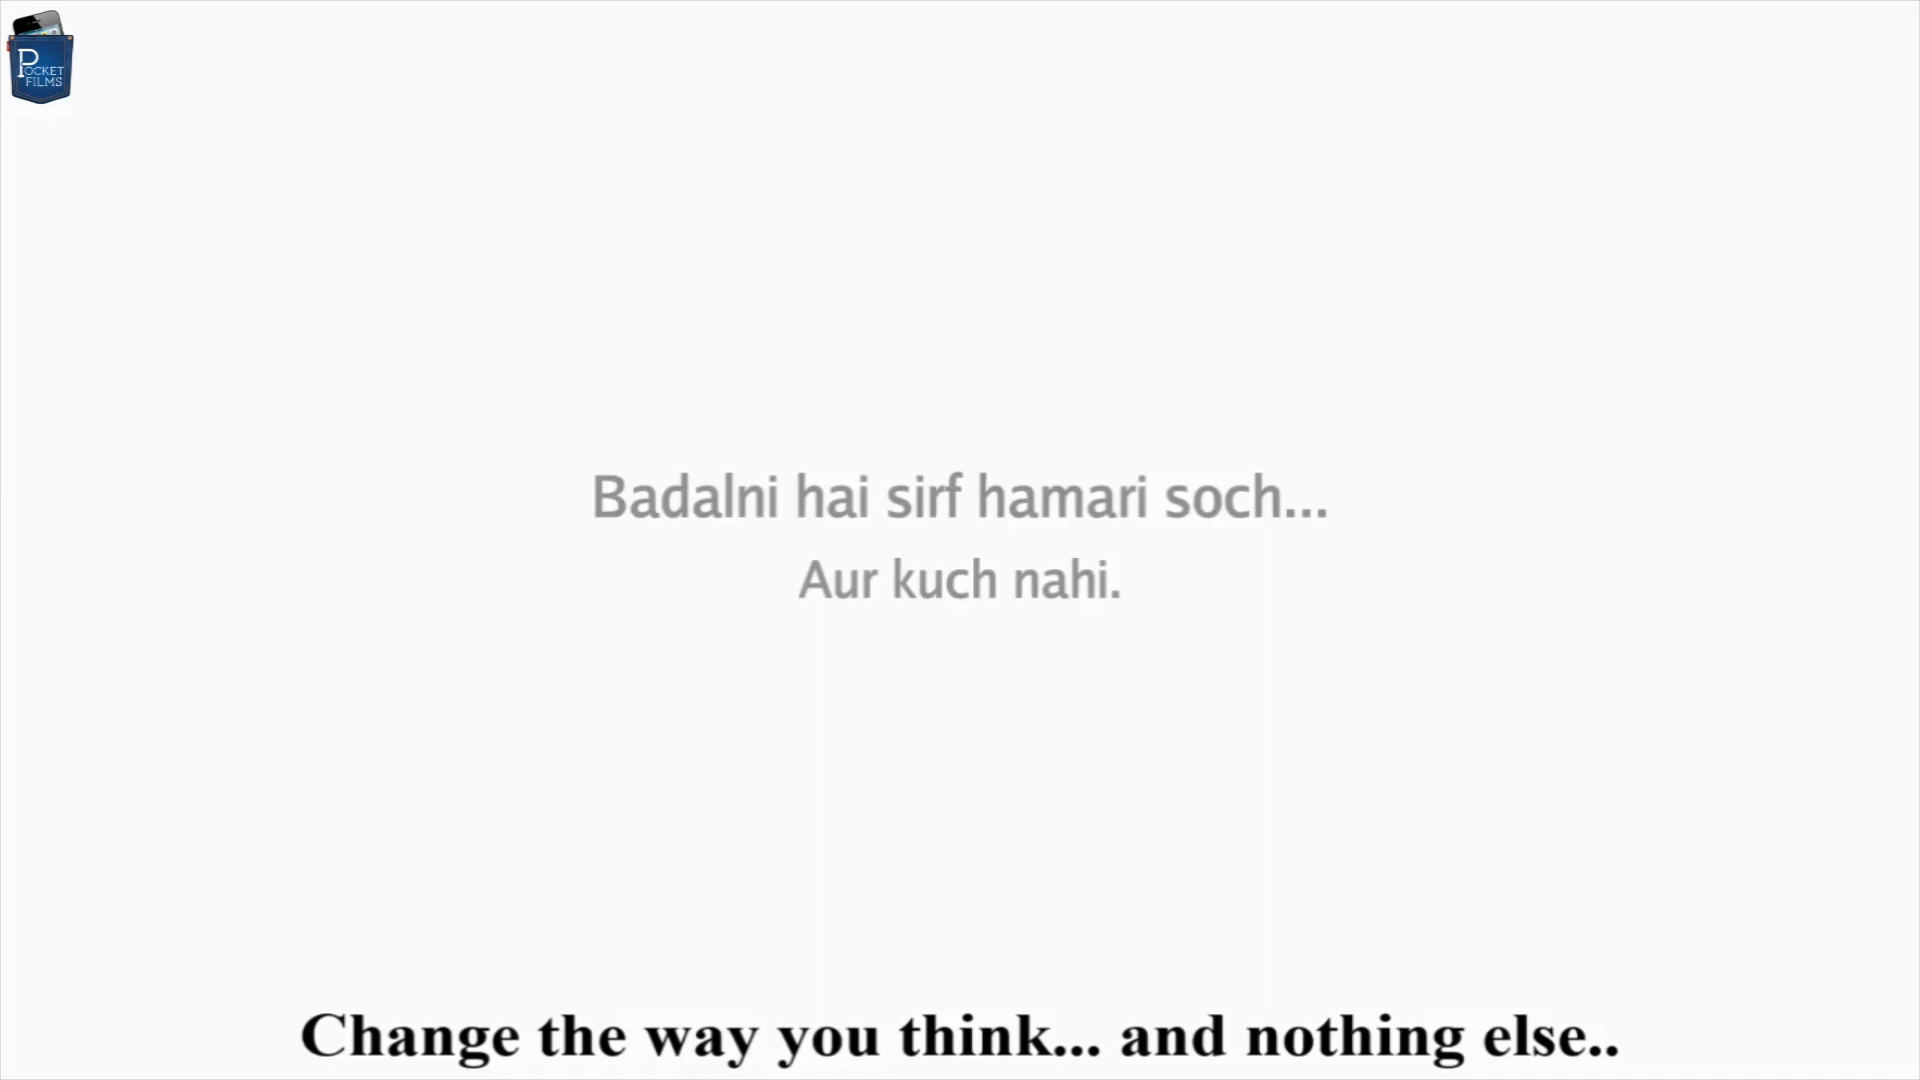 POCKET
FILMS
Badalni hai sirf hamari soch...
Aur kuch nahi.
Change the way you think... and nothing else..